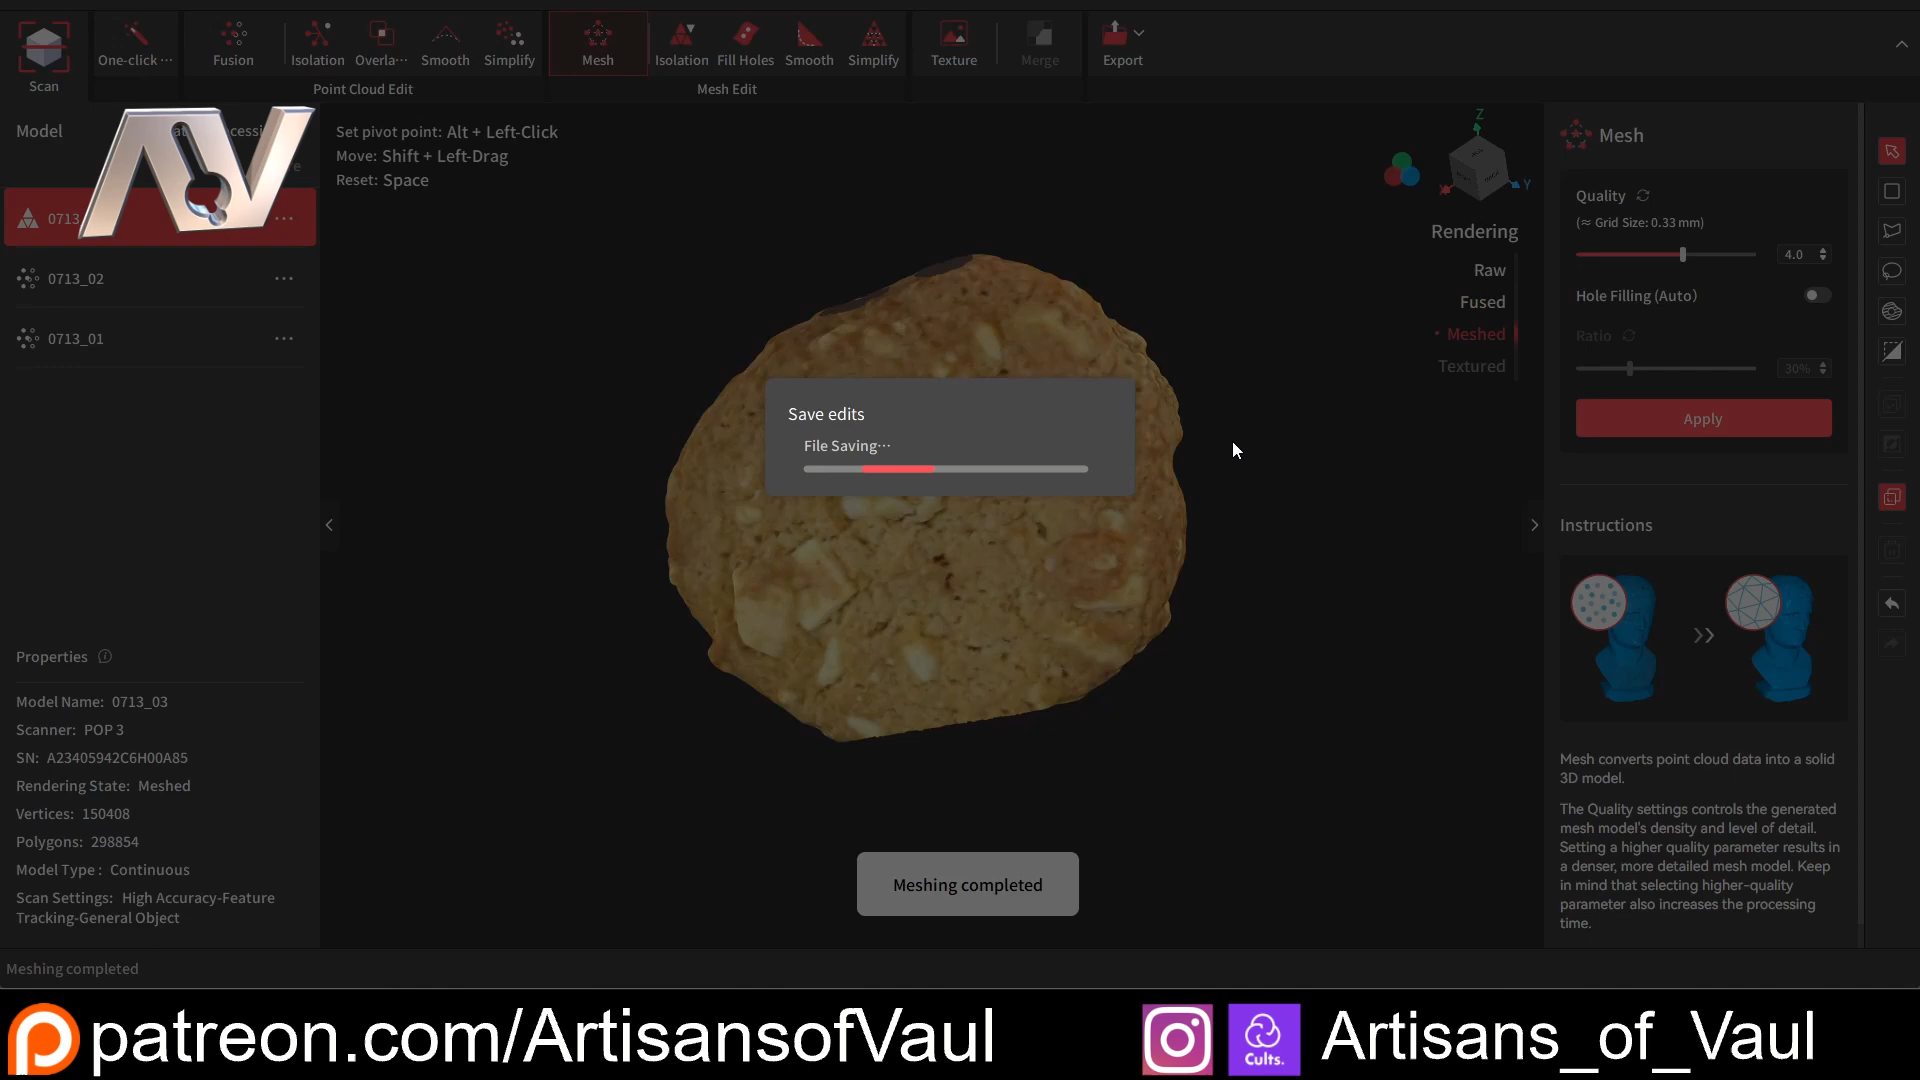 Scan
One-click ···
Fusion
Isolation
Overla···
Smooth
Simplify
Point Cloud Edit
Mesh
Isolation
Fill Holes
Smooth
Simplify
Mesh Edit
Texture
Merge
Export
Model
AV
0713
0713_02
0713_01
Set pivot point: Alt + Left-Click
Move: Shift + Left-Drag
Reset: Space
Z
X
Y
Rendering
Raw
Fused
• Meshed
Textured
Save edits
File Saving···
Meshing completed
Mesh
Quality
(≈ Grid Size: 0.33 mm)
4.0
Hole Filling (Auto)
Ratio
30%
Apply
Instructions
Mesh converts point cloud data into a solid
3D model.
The Quality settings controls the generated
mesh model's density and level of detail.
Setting a higher quality parameter results in
a denser, more detailed mesh model. Keep
in mind that selecting higher-quality
parameter also increases the processing
time.
Properties
Model Name: 0713_03
Scanner: POP 3
SN: A23405942C6H00A85
Rendering State: Meshed
Vertices: 150408
Polygons: 298854
Model Type : Continuous
Scan Settings: High Accuracy-Feature
Tracking-General Object
Meshing completed
patreon.com/ArtisansofVaul
Cults.
Artisans_of_Vaul